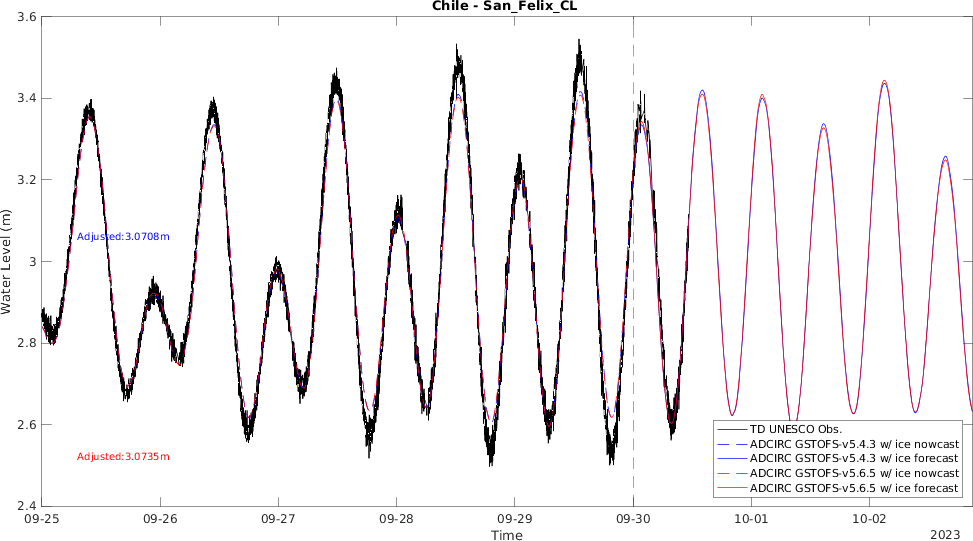 Chile - San_Felix_CL
3.6
3.4
3.2
3
2.8
2.6
2.4
Water Level (m)
Adjusted:3.0708m
Adjusted:3.0735m
TD UNESCO Obs.
ADCIRC GSTOFS-v5.4.3 w/ ice nowcast
ADCIRC GSTOFS-v5.4.3 w/ ice forecast
ADCIRC GSTOFS-v5.6.5 w/ ice nowcast
ADCIRC GSTOFS-v5.6.5 w/ ice forecast
09-25 09-26 09-27 09-28 09-29 09-30 10-01 10-02
Time
2023